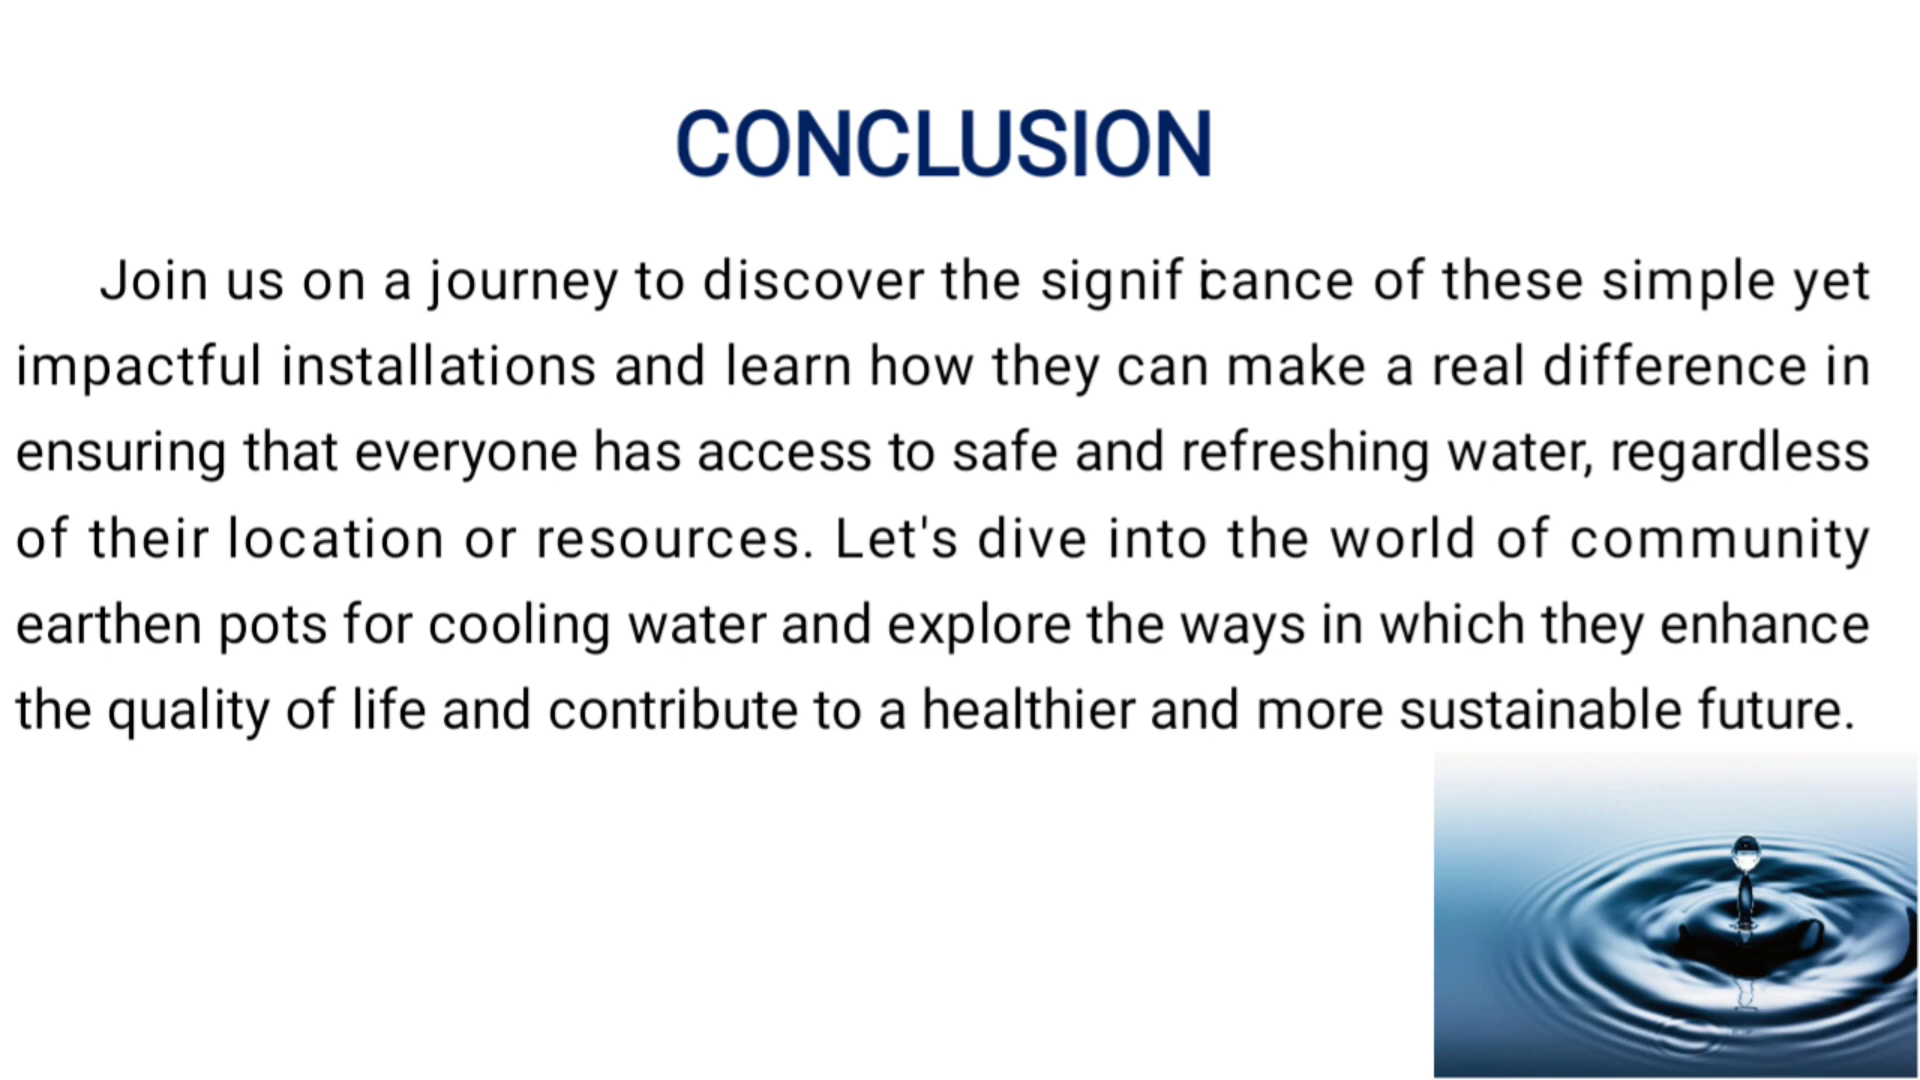 CONCLUSION
Join us on a journey to discover the significance of these simple yet
impactful installations and learn how they can make a real difference in
ensuring that everyone has access to safe and refreshing water, regardless
of their location or resources. Let's dive into the world of community
earthen pots for cooling water and explore the ways in which they enhance
the quality of life and contribute to a healthier and more sustainable future.